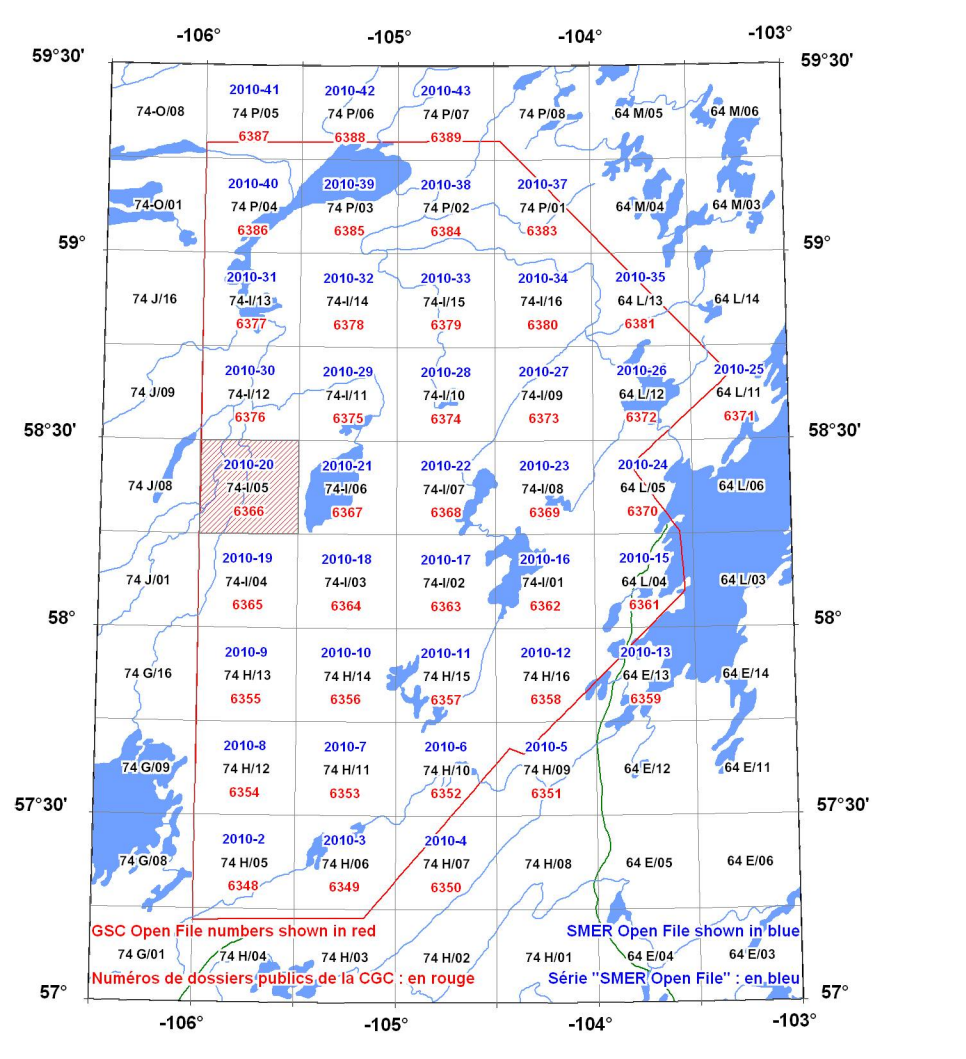 -106° -105° -104° -103°
59°30' 59°30'
2010-41 2010-42 2010-43
74-O/08 74 P/05 74 P/06 74 P/07 74 P/08 64 M/05 64 M/06
6387 6388 6389
2010-40 2010-39 2010-38 2010-37
74-O/01 74 P/04 74 P/03 74 P/02 74 P/01 64 M/04 64 M/03
6386 6385 6384 6383
59° 59°
2010-31 2010-32 2010-33 2010-34 2010-35
74 J/16 74-I/13 74-I/14 74-I/15 74-I/16 64 L/13 64 L/14
6377 6378 6379 6380 6381
2010-30 2010-29 2010-28 2010-27 2010-26 2010-25
74 J/09 74-I/12 74-I/11 74-I/10 74-I/09 64 L/12 64 L/11
6376 6375 6374 6373 6372 6371
58°30' 58°30'
2010-20 2010-21 2010-22 2010-23 2010-24
74 J/08 74-I/05 74-I/06 74-I/07 74-I/08 64 L/05 64 L/06
6366 6367 6368 6369 6370
2010-19 2010-18 2010-17 2010-16 2010-15
74 J/01 74-I/04 74-I/03 74-I/02 74-I/01 64 L/04 64 L/03
6365 6364 6363 6362 6361
58° 58°
2010-9 2010-10 2010-11 2010-12 2010-13
74 G/16 74 H/13 74 H/14 74 H/15 74 H/16 64 E/13 64 E/14
6355 6356 6357 6358 6359
2010-8 2010-7 2010-6 2010-5
74 G/09 74 H/12 74 H/11 74 H/10 74 H/09 64 E/12 64 E/11
6354 6353 6352 6351
57°30' 57°30'
2010-2 2010-3 2010-4
74 G/08 74 H/05 74 H/06 74 H/07 74 H/08 64 E/05 64 E/06
6348 6349 6350
GSC Open File numbers shown in red SMER Open File shown in blue
74 G/01 74 H/04 74 H/03 74 H/02 74 H/01 64 E/04 64 E/03
Numéros de dossiers publics de la CGC : en rouge Série "SMER Open File" : en bleu
57° 57°
-106° -105° -104° -103°